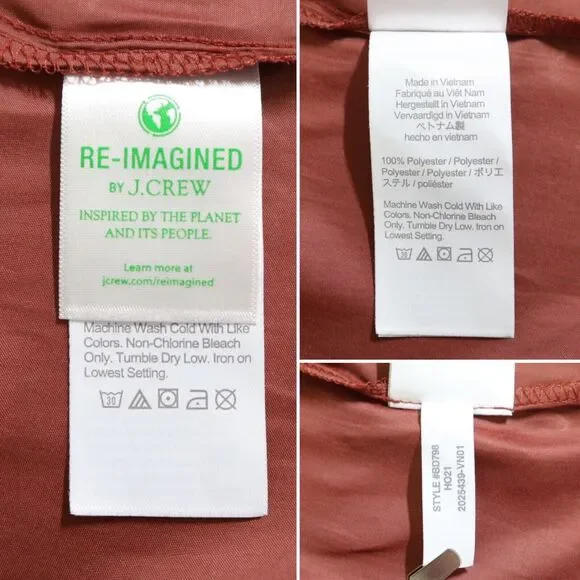 RE-IMAGINED
BY J.CREW
INSPIRED BY THE PLANET
AND ITS PEOPLE.
Learn more at
jcrew.com/reimagined
Machine Wash Cold With Like
Colors. Non-Chlorine Bleach
Only. Tumble Dry Low. Iron on
Lowest Setting.
30
Made in Vietnam
Fabriqué au Việt Nam
Hergestellt in Vietnam
Vervaardigd in Vietnam
ベトナム製
hecho en vietnam
100% Polyester / Polyester /
Polyester / Polyester / ポリエ
ステル / poliéster
Machine Wash Cold With Like
Colors. Non-Chlorine Bleach
Only. Tumble Dry Low. Iron on
Lowest Setting.
30
STYLE #BD798
HO21
2025439-VN01